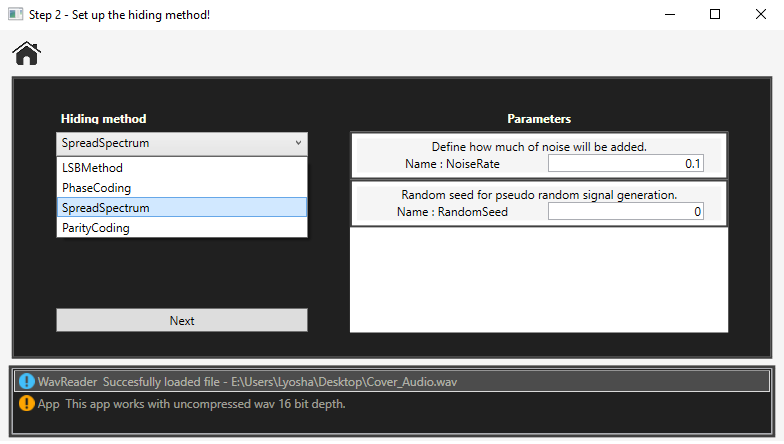 Step 2 - Set up the hiding method!
Hiding method
SpreadSpectrum
LSBMethod
PhaseCoding
SpreadSpectrum
ParityCoding
Next
Parameters
Define how much of noise will be added.
Name : NoiseRate 0.1
Random seed for pseudo random signal generation.
Name : RandomSeed 0
WavReader Succesfully loaded file - E:\Users\Lyosha\Desktop\Cover_Audio.wav
App This app works with uncompressed wav 16 bit depth.